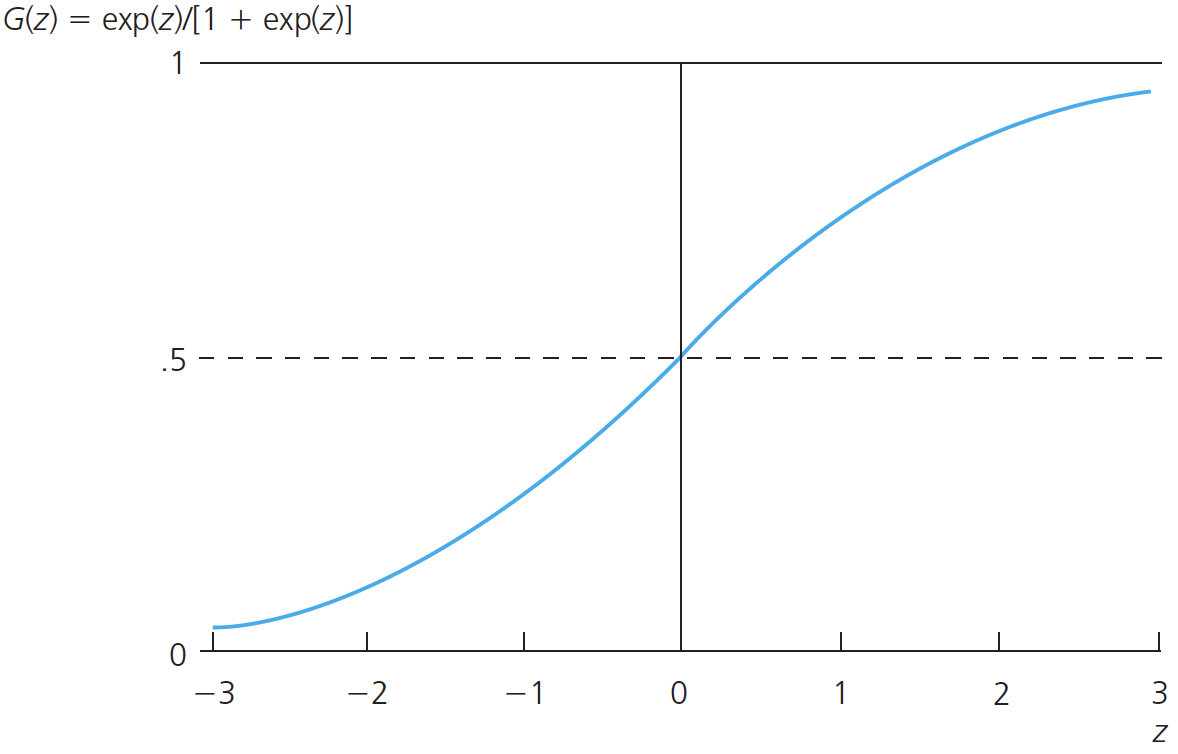 G(z) = exp(z)/[1 + exp(z)]
1
.5
0
−3 −2 −1 0 1 2 3
z